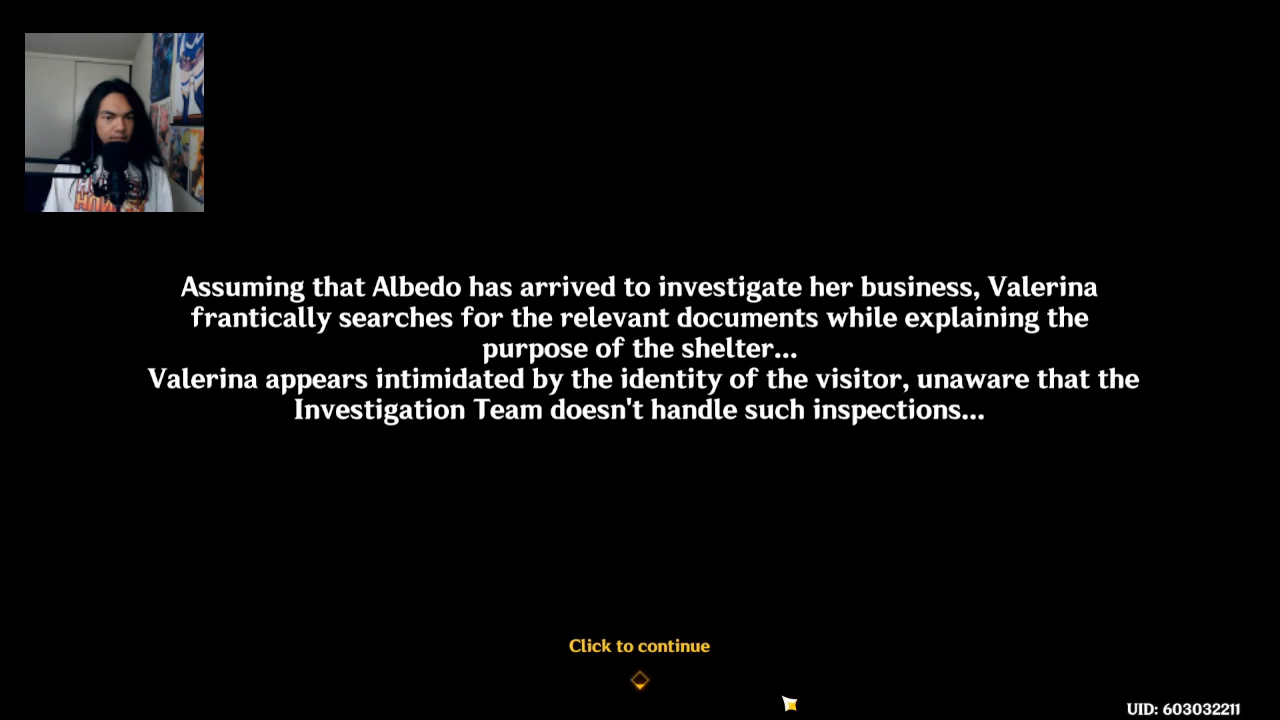 Assuming that Albedo has arrived to investigate her business, Valerina
frantically searches for the relevant documents while explaining the
purpose of the shelter...
Valerina appears intimidated by the identity of the visitor, unaware that the
Investigation Team doesn't handle such inspections...
Click to continue
UID: 603032211